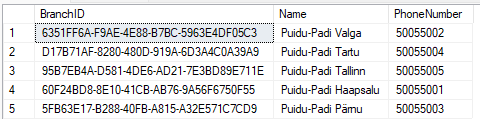 BranchID Name PhoneNumber
1 6351FF6A-F9AE-4E88-B7BC-5963E4DF05C3 Puidu-Padi Valga 50055002
2 D17B71AF-8280-480D-919A-6D3A4C0A39A9 Puidu-Padi Tartu 50055004
3 95B7EB4A-D581-4DE6-AD21-7E3BD89E711E Puidu-Padi Tallinn 50055005
4 60F24BD8-8E10-41CB-AB76-9A56F6750F55 Puidu-Padi Haapsalu 50055001
5 5FB63E17-B288-40FB-A815-A32E571C7CD9 Puidu-Padi Pärnu 50055003